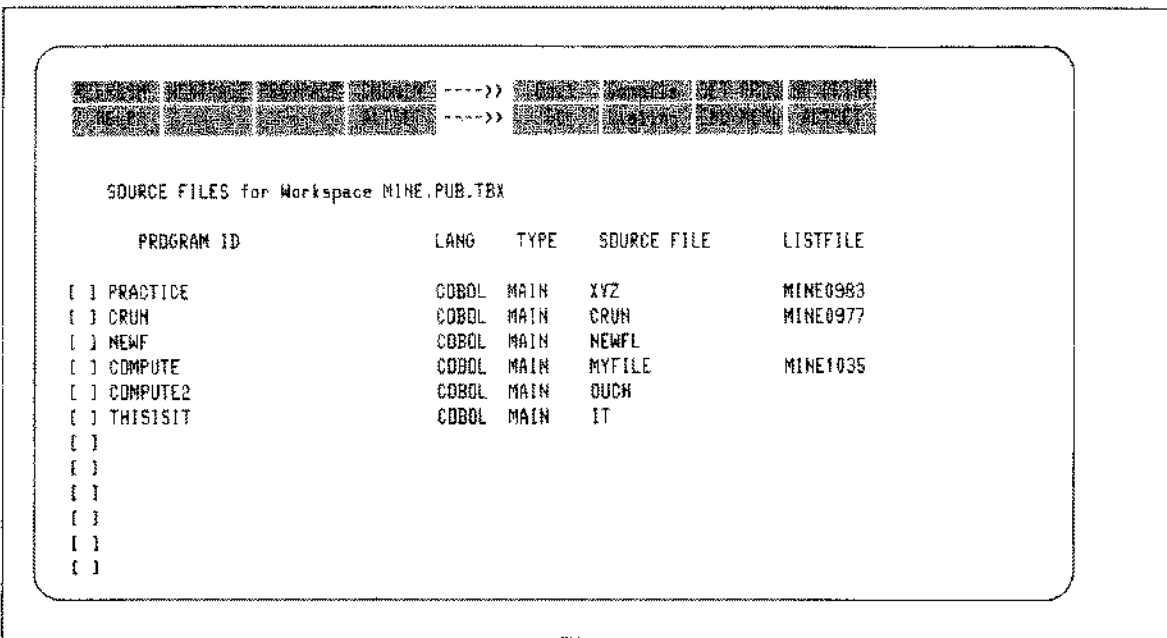 ---->>
HELP ---->> Listing
SOURCE FILES for Workspace MINE.PUB.TBX
PROGRAM ID LANG TYPE SOURCE FILE LISTFILE
[ ] PRACTICE COBOL MAIN XYZ MINE0983
[ ] CRUN COBOL MAIN CRUN MINE0977
[ ] NEWF COBOL MAIN NEWFL
[ ] COMPUTE COBOL MAIN MYFILE MINE1035
[ ] COMPUTE2 COBOL MAIN OUCH
[ ] THISISIT COBOL MAIN IT
[ ]
[ ]
[ ]
[ ]
[ ]
[ ]